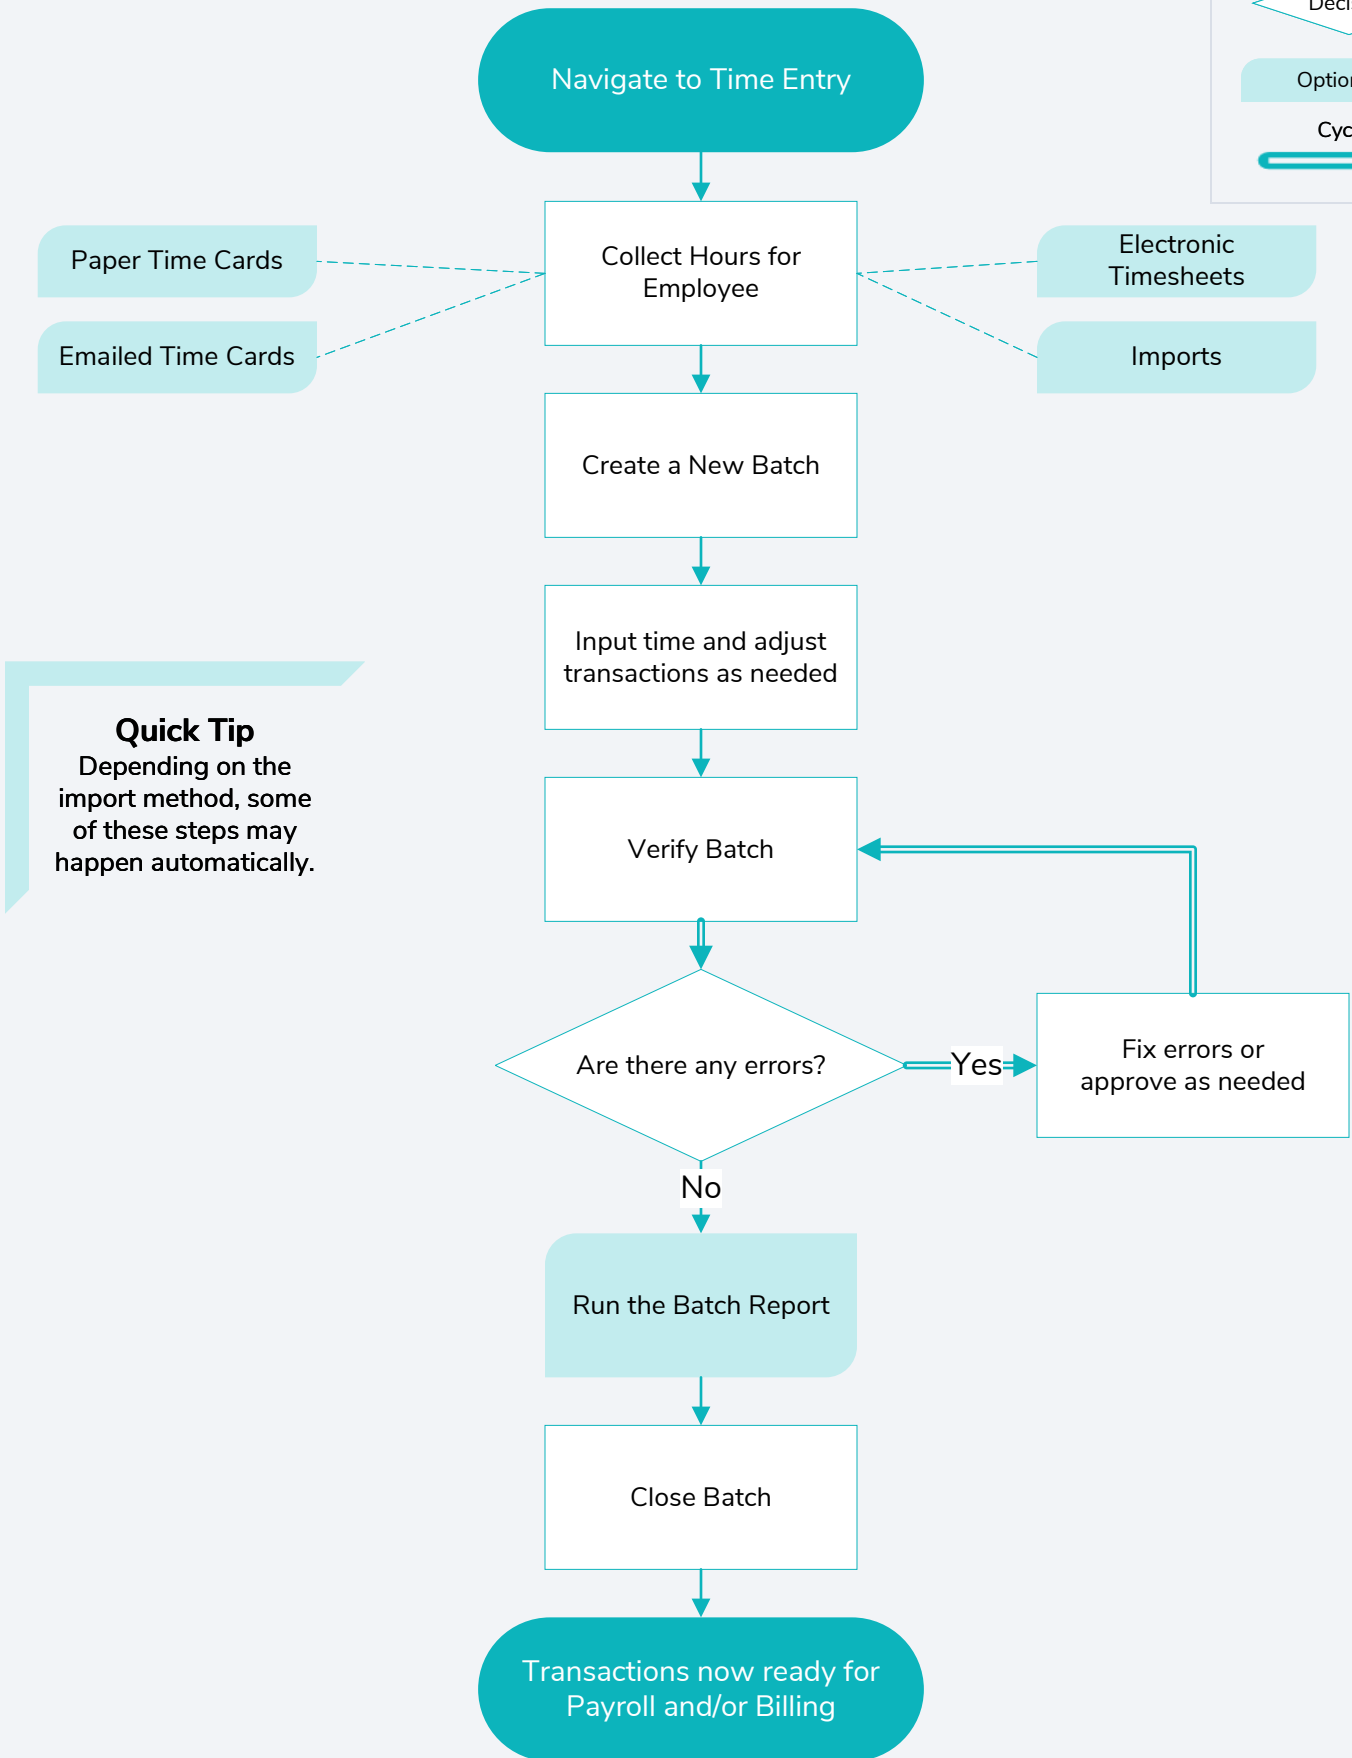 Navigate to Time Entry
Collect Hours for
Employee
Paper Time Cards
Emailed Time Cards
Electronic
Timesheets
Imports
Create a New Batch
Input time and adjust
transactions as needed
Quick Tip
Depending on the
import method, some
of these steps may
happen automatically.
Verify Batch
Are there any errors?
Yes
Fix errors or
approve as needed
No
Run the Batch Report
Close Batch
Transactions now ready for
Payroll and/or Billing